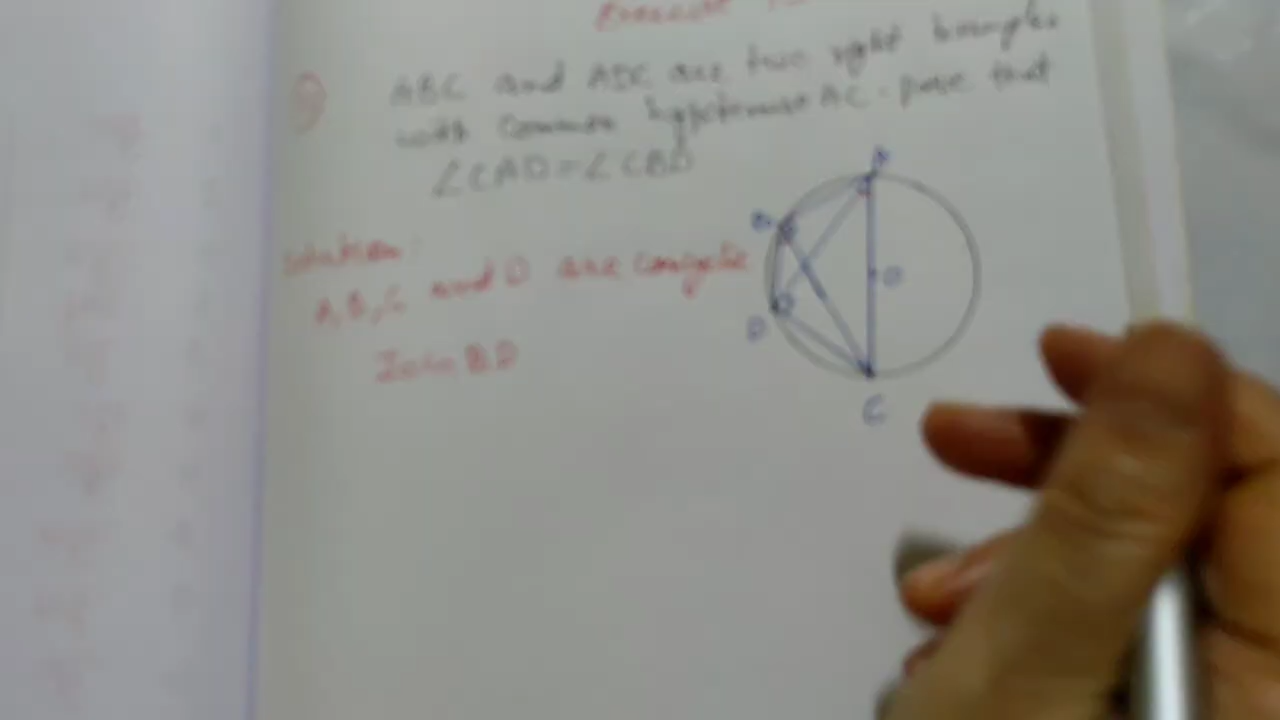 Exercise
ABC and ADC are two right triangles
with common hypotenuse AC. prove that
∠CAD = ∠CBD
Solution:
A, B, C and D are concyclic
Join BD
A
B
O
D
C